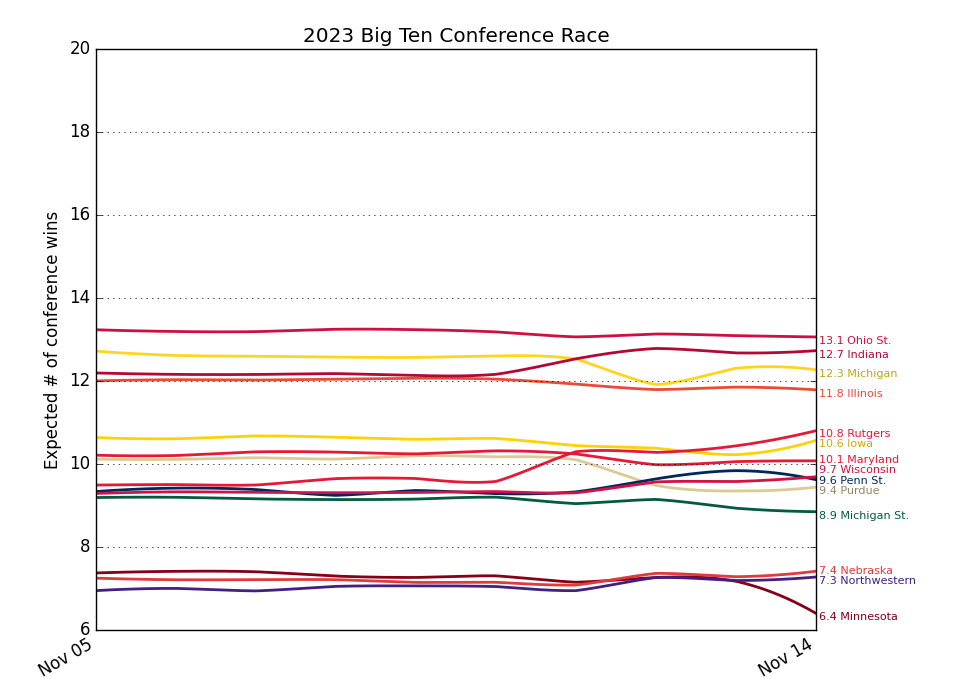 2023 Big Ten Conference Race
Expected # of conference wins
20
18
16
14
12
10
8
6
Nov 05
Nov 14
13.1 Ohio St.
12.7 Indiana
12.3 Michigan
11.8 Illinois
10.8 Rutgers
10.6 Iowa
10.1 Maryland
9.7 Wisconsin
9.6 Penn St.
9.4 Purdue
8.9 Michigan St.
7.4 Nebraska
7.3 Northwestern
6.4 Minnesota